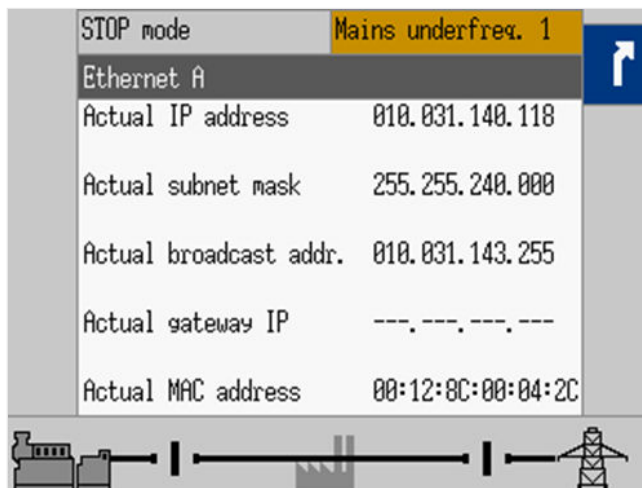 STOP mode Mains underfreq. 1
Ethernet A
Actual IP address 010.031.140.118
Actual subnet mask 255.255.240.000
Actual broadcast addr. 010.031.143.255
Actual gateway IP ---.---.---.---
Actual MAC address 00:12:8C:00:04:2C